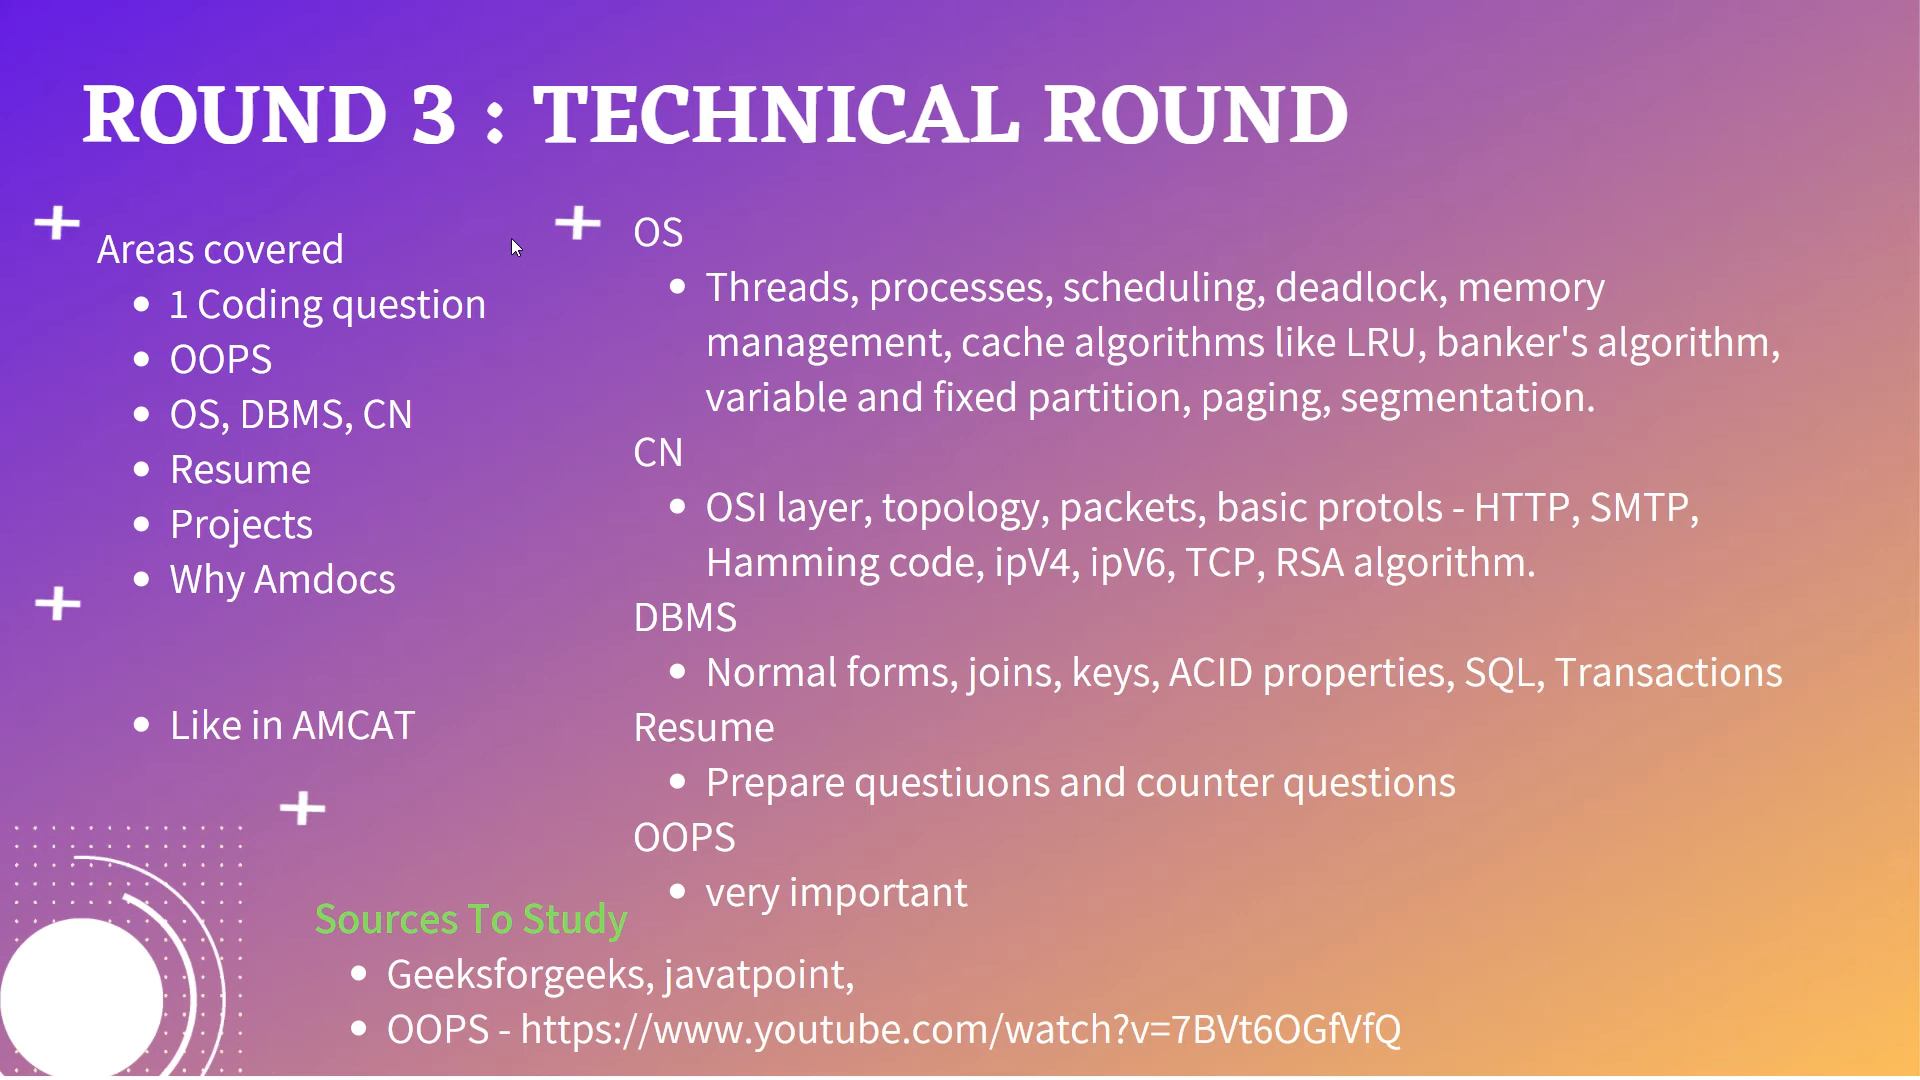 ROUND 3 : TECHNICAL ROUND
Areas covered
1 Coding question
OOPS
OS, DBMS, CN
Resume
Projects
Why Amdocs
Like in AMCAT
OS
Threads, processes, scheduling, deadlock, memory
management, cache algorithms like LRU, banker's algorithm,
variable and fixed partition, paging, segmentation.
CN
OSI layer, topology, packets, basic protols - HTTP, SMTP,
Hamming code, ipV4, ipV6, TCP, RSA algorithm.
DBMS
Normal forms, joins, keys, ACID properties, SQL, Transactions
Resume
Prepare questiuons and counter questions
OOPS
very important
Sources To Study
Geeksforgeeks, javatpoint,
OOPS - https://www.youtube.com/watch?v=7BVt6OGfVfQ